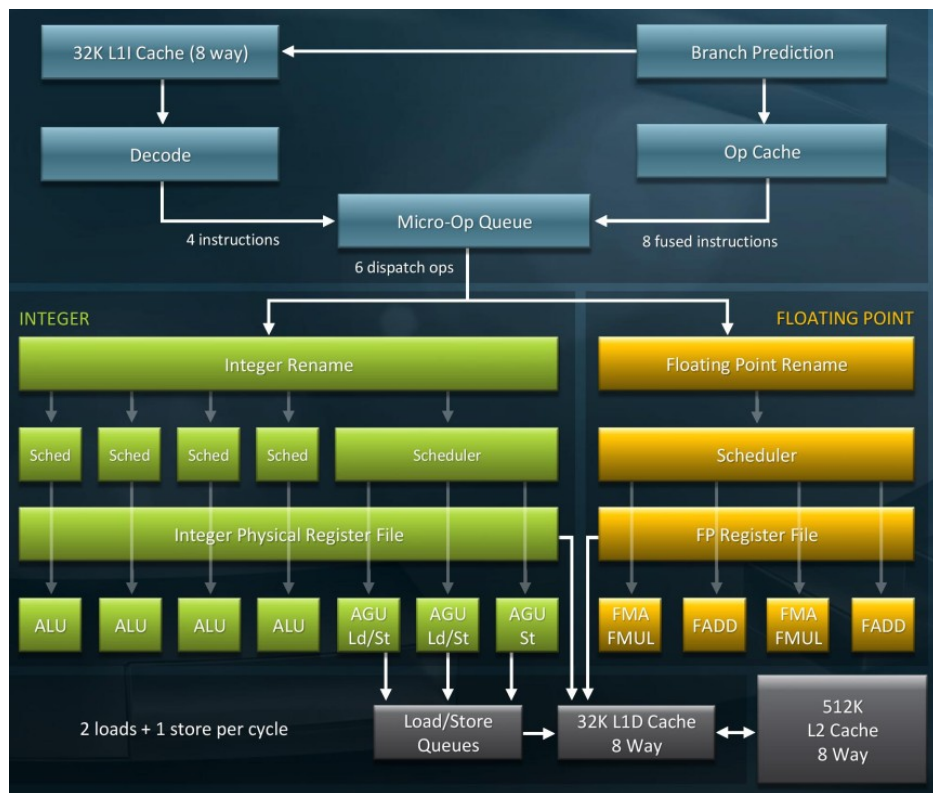 32K L1I Cache (8 way)
Branch Prediction
Decode
Op Cache
Micro-Op Queue
4 instructions
8 fused instructions
6 dispatch ops
INTEGER
FLOATING POINT
Integer Rename
Floating Point Rename
Sched
Sched
Sched
Sched
Scheduler
Scheduler
Integer Physical Register File
FP Register File
ALU
ALU
ALU
ALU
AGU
Ld/St
AGU
Ld/St
AGU
St
FMA
FMUL
FADD
FMA
FMUL
FADD
2 loads + 1 store per cycle
Load/Store
Queues
32K L1D Cache
8 Way
512K
L2 Cache
8 Way